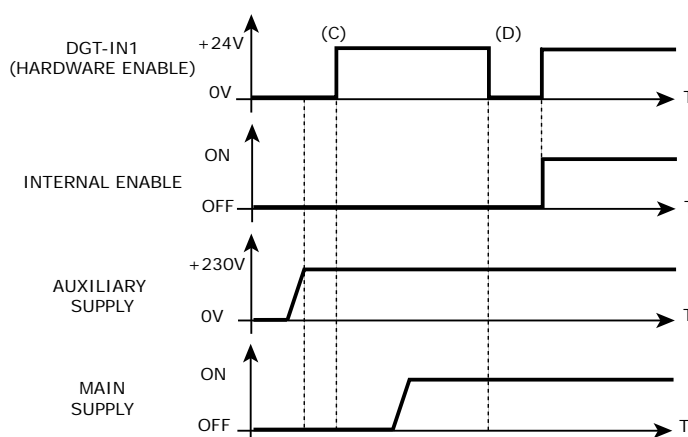 DGT-IN1
(HARDWARE ENABLE)
+24V
(C)
(D)
0V
T
INTERNAL ENABLE
ON
OFF
T
AUXILIARY
SUPPLY
+230V
0V
T
MAIN
SUPPLY
ON
OFF
T